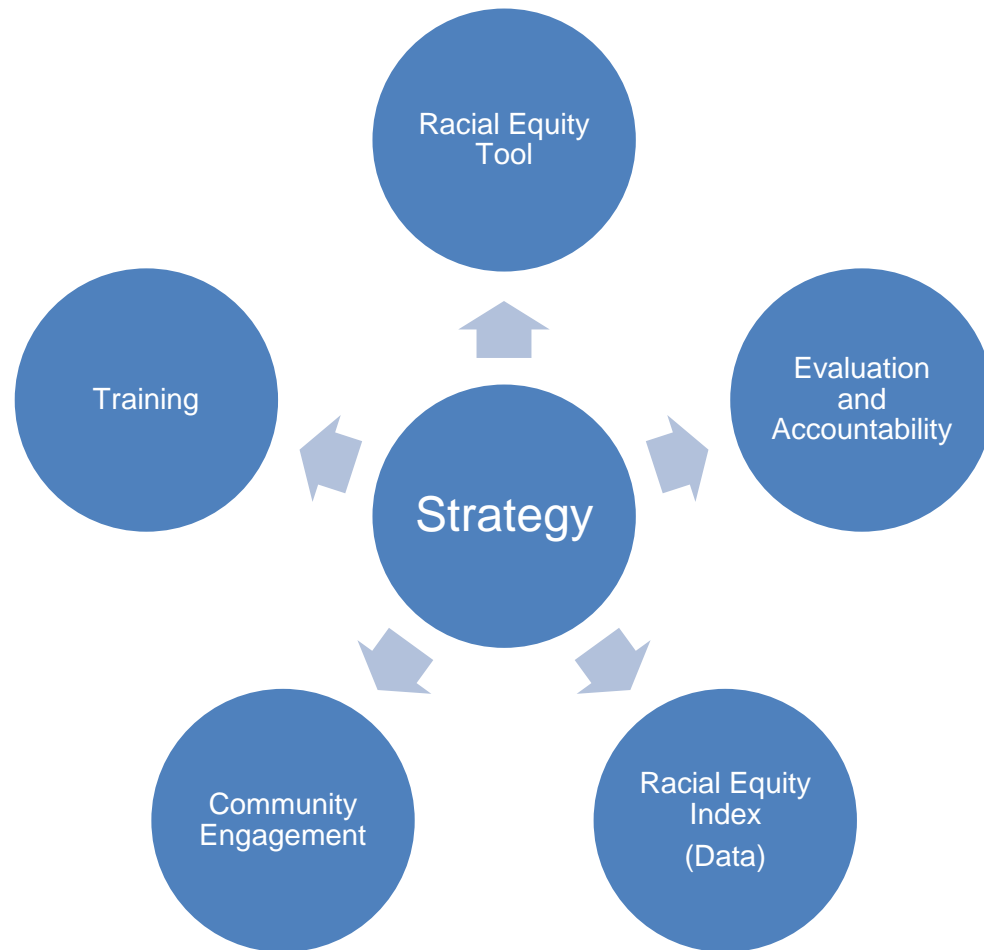 Racial Equity
Tool
Evaluation
and
Accountability
Training
Strategy
Racial Equity
Index
(Data)
Community
Engagement